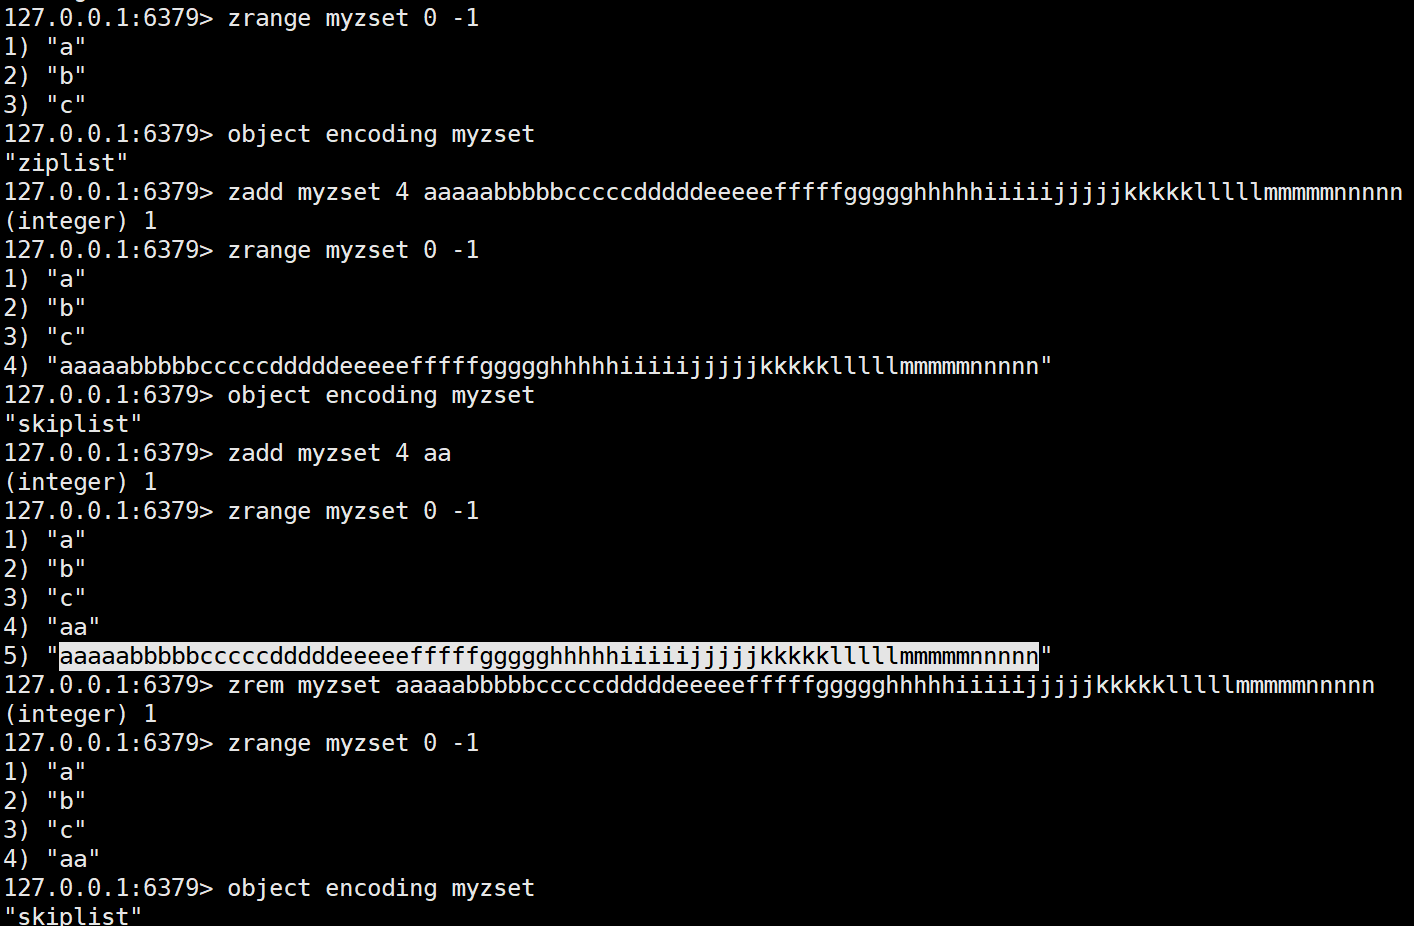 127.0.0.1:6379> zrange myzset 0 -1
1) "a"
2) "b"
3) "c"
127.0.0.1:6379> object encoding myzset
"ziplist"
127.0.0.1:6379> zadd myzset 4 aaaaabbbbbcccccdddddeeeeefffffggggghhhhhiiiiijjjjjkkkkklllllmmmmmnnnnn
(integer) 1
127.0.0.1:6379> zrange myzset 0 -1
1) "a"
2) "b"
3) "c"
4) "aaaaabbbbbcccccdddddeeeeefffffggggghhhhhiiiiijjjjjkkkkklllllmmmmmnnnnn"
127.0.0.1:6379> object encoding myzset
"skiplist"
127.0.0.1:6379> zadd myzset 4 aa
(integer) 1
127.0.0.1:6379> zrange myzset 0 -1
1) "a"
2) "b"
3) "c"
4) "aa"
5) "aaaaabbbbbcccccdddddeeeeefffffggggghhhhhiiiiijjjjjkkkkklllllmmmmmnnnnn"
127.0.0.1:6379> zrem myzset aaaaabbbbbcccccdddddeeeeefffffggggghhhhhiiiiijjjjjkkkkklllllmmmmmnnnnn
(integer) 1
127.0.0.1:6379> zrange myzset 0 -1
1) "a"
2) "b"
3) "c"
4) "aa"
127.0.0.1:6379> object encoding myzset
"skiplist"